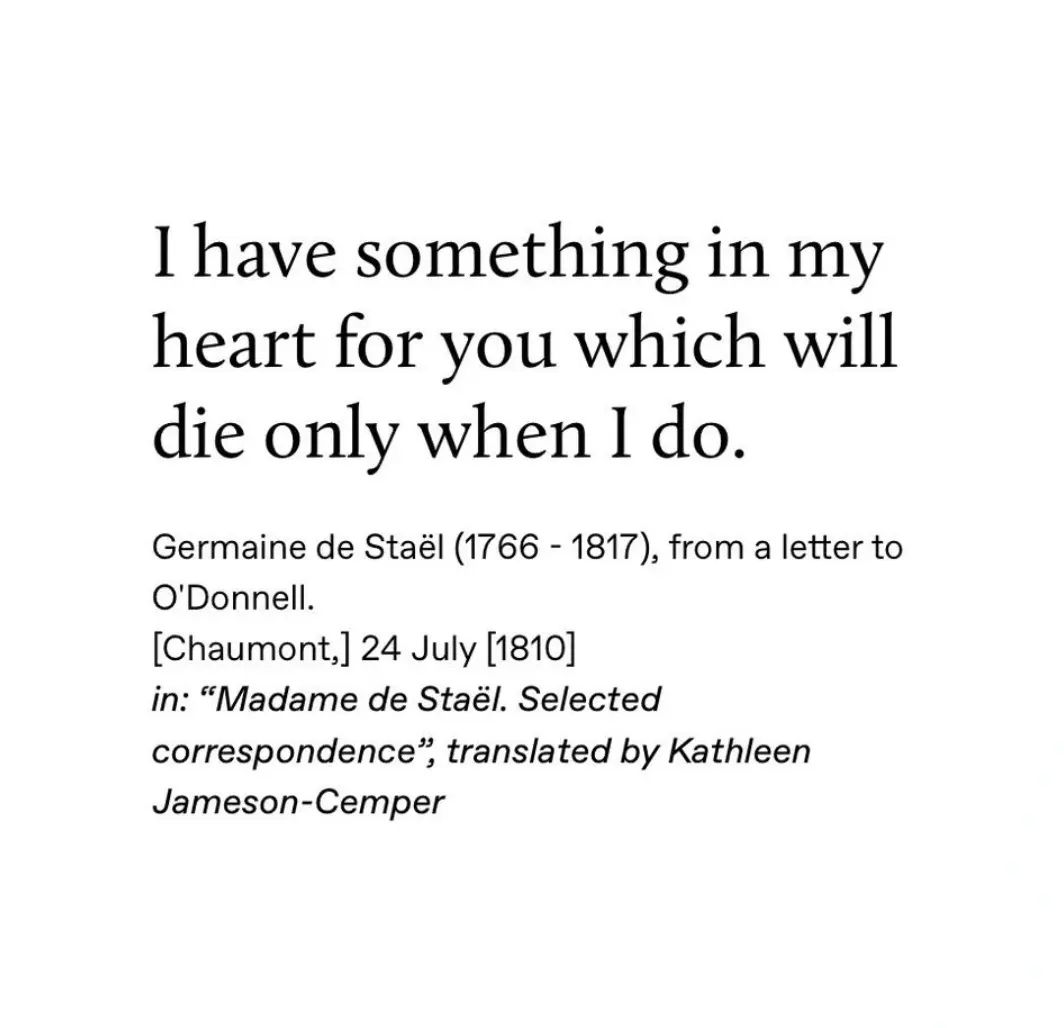 I have something in my
heart for you which will
die only when I do.
Germaine de Staël (1766 - 1817), from a letter to
O'Donnell.
[Chaumont,] 24 July [1810]
in: “Madame de Staël. Selected
correspondence”, translated by Kathleen
Jameson-Cemper